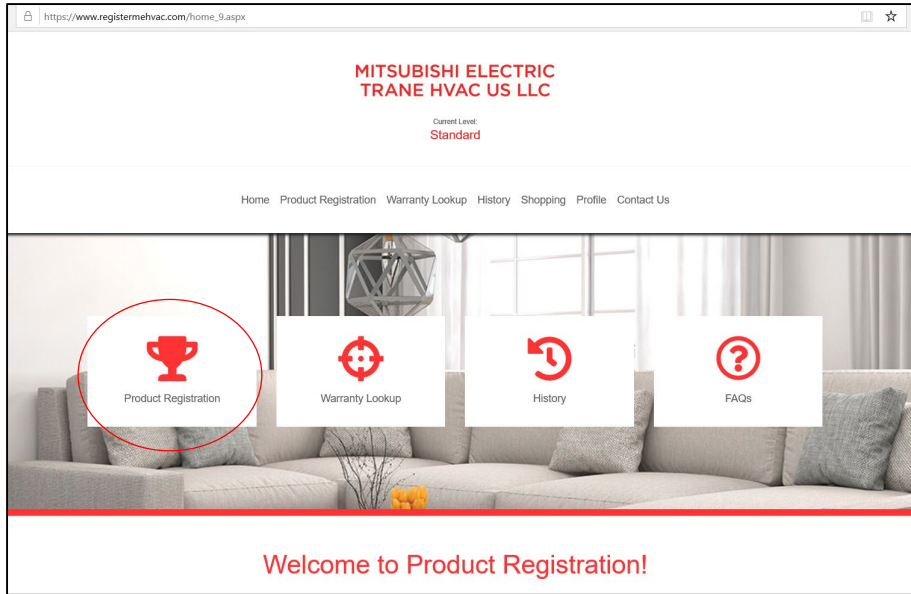 https://www.registermehvac.com/home_9.aspx
MITSUBISHI ELECTRIC
TRANE HVAC US LLC
Current Level:
Standard
Home Product Registration Warranty Lookup History Shopping Profile Contact Us
Product Registration Warranty Lookup History FAQs
Welcome to Product Registration!